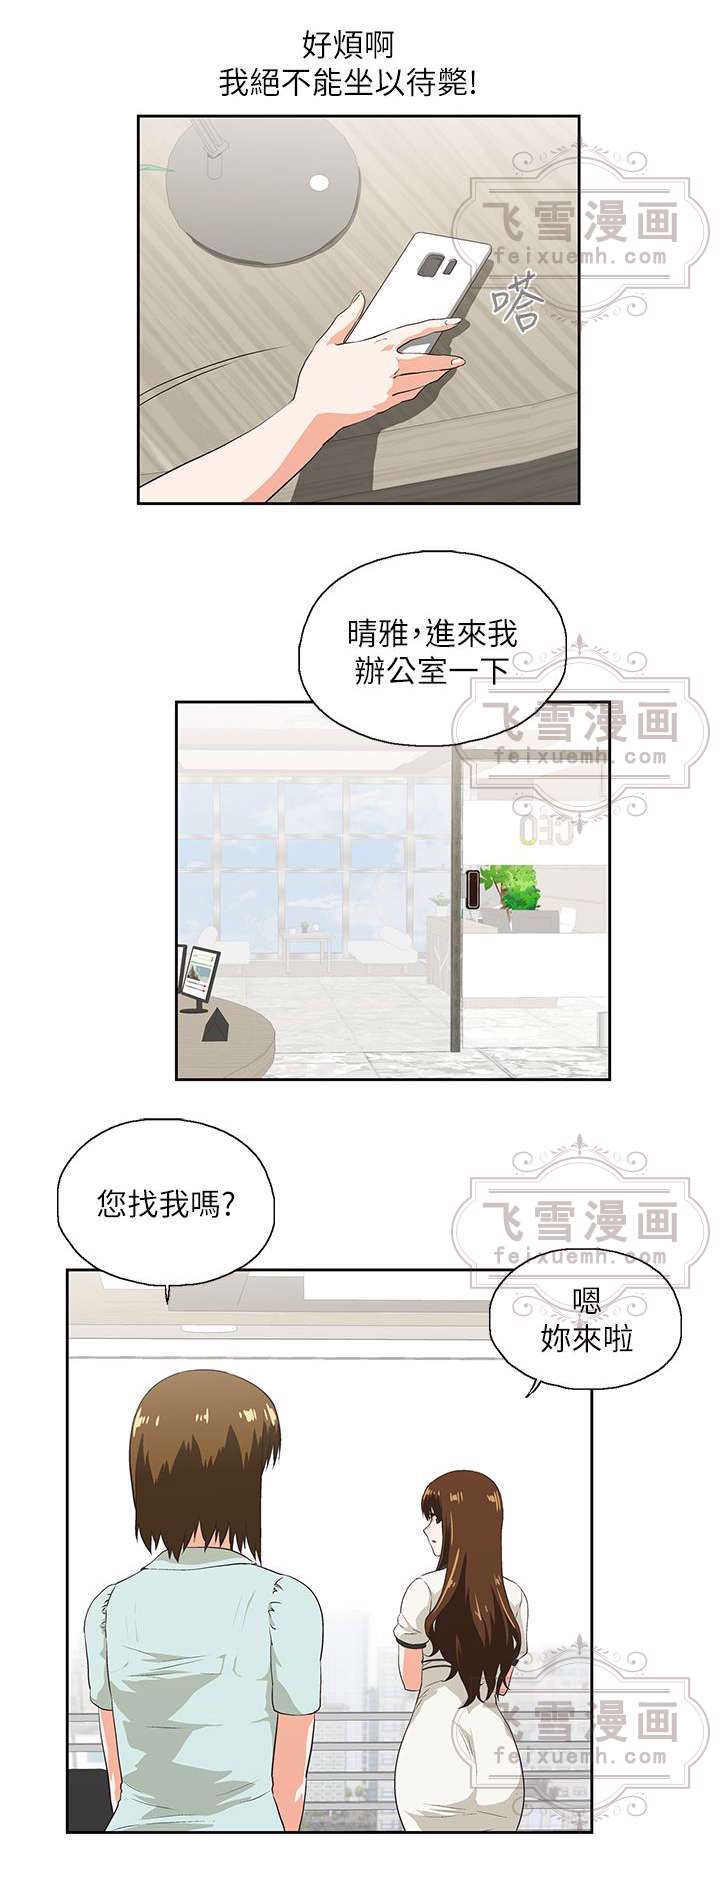 好煩啊
我絕不能坐以待斃!
飞雪漫画
feixuemh.com
嗒
晴雅，進來我
辦公室一下
飞雪漫画
feixuemh.com
CEO
您找我嗎?
飞雪漫画
feixuemh.com
嗯
妳來啦
飞雪漫画
feixuemh.com